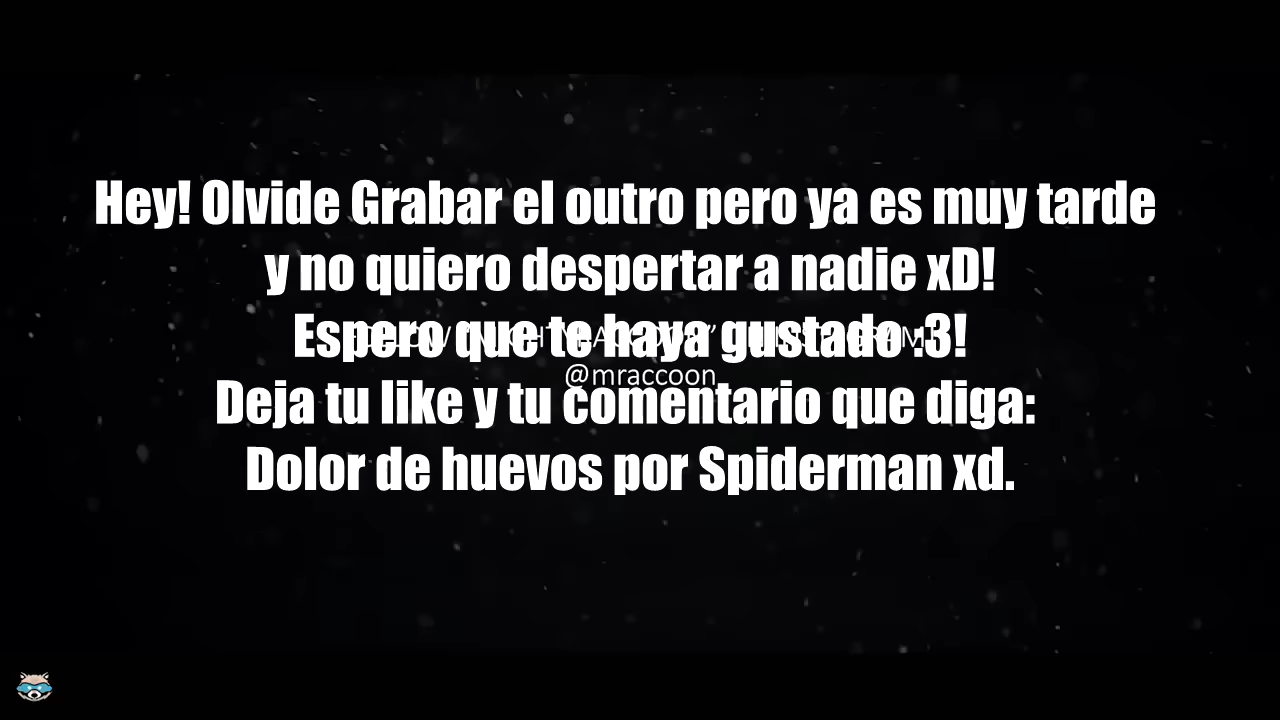 Hey! Olvide Grabar el outro pero ya es muy tarde
y no quiero despertar a nadie xD!
Espero que te haya gustado :3!
@mraccoon
Deja tu like y tu comentario que diga:
Dolor de huevos por Spiderman xd.